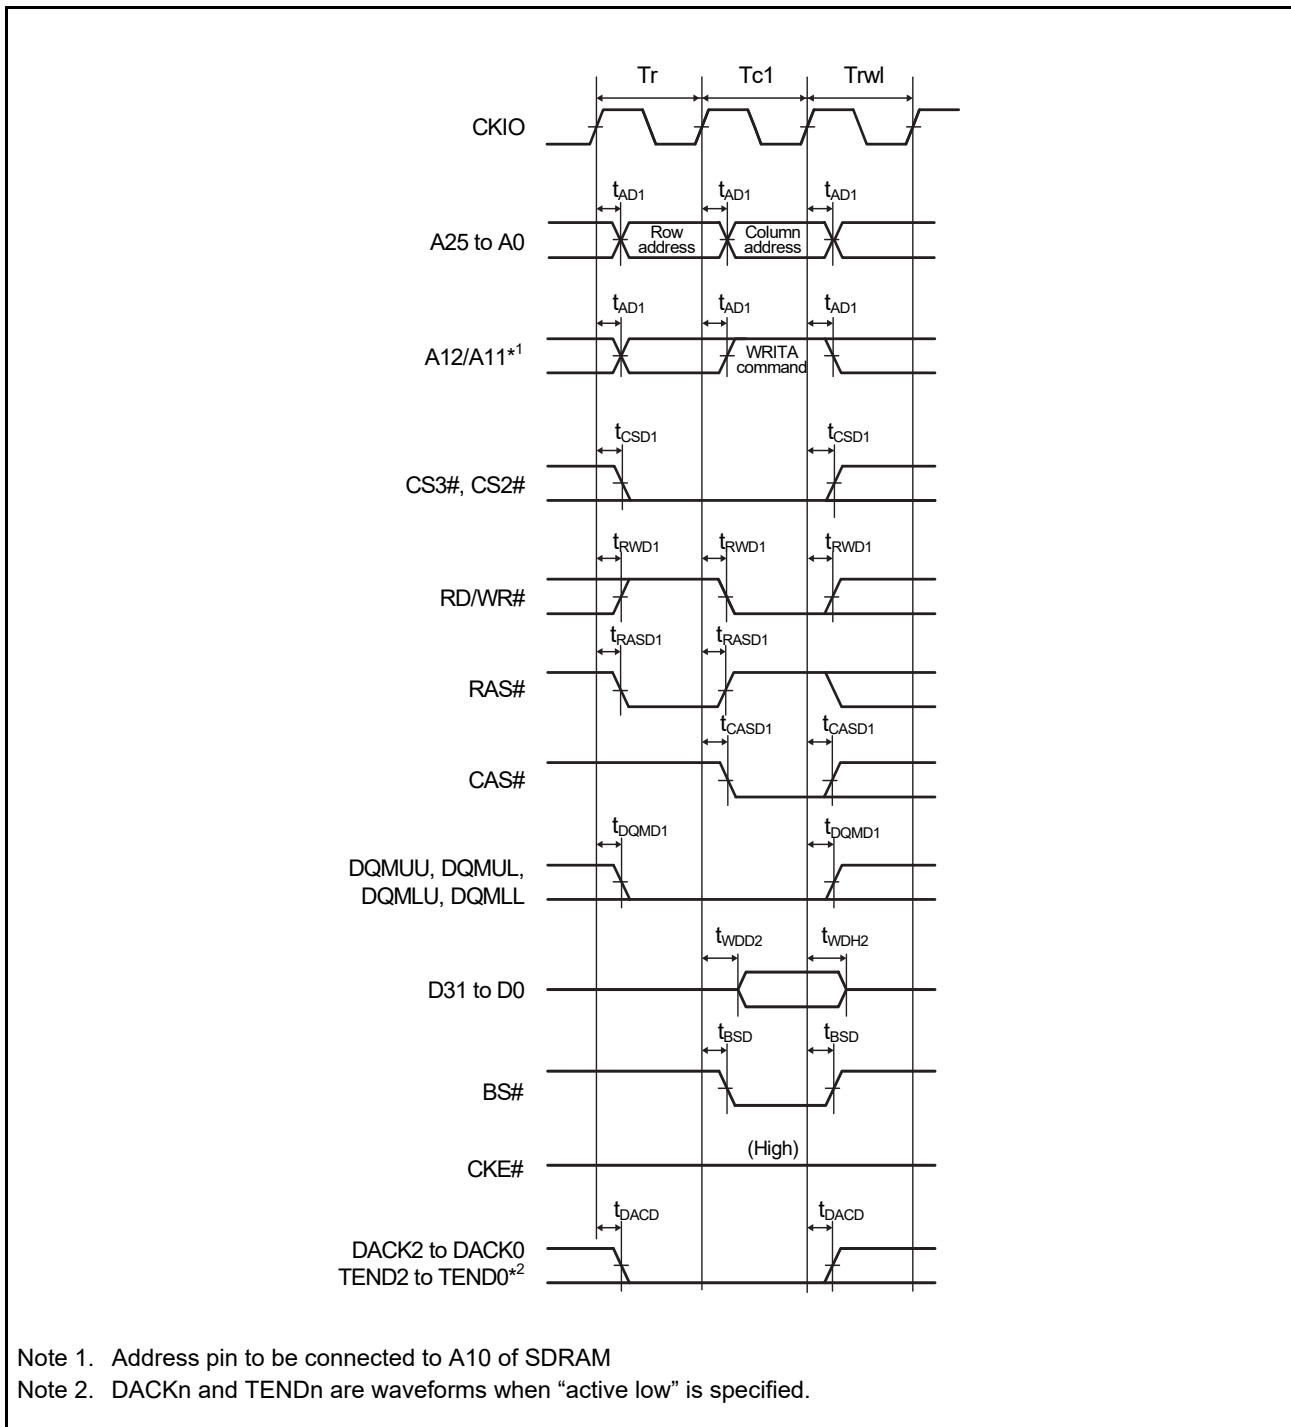 Tr Tc1 Trwl
CKIO
tAD1 tAD1 tAD1
A25 to A0
Row
address
Column
address
tAD1 tAD1 tAD1
A12/A11*1
WRITA
command
tCSD1 tCSD1
CS3#, CS2#
tRWD1 tRWD1 tRWD1
RD/WR#
tRASD1 tRASD1
RAS#
tCASD1 tCASD1
CAS#
tDQMD1 tDQMD1
DQMUU, DQMUL,
DQMLU, DQMLL
tWDD2 tWDH2
D31 to D0
tBSD tBSD
BS#
(High)
CKE#
tDACD tDACD
DACK2 to DACK0
TEND2 to TEND0*2
Note 1. Address pin to be connected to A10 of SDRAM
Note 2. DACKn and TENDn are waveforms when “active low” is specified.